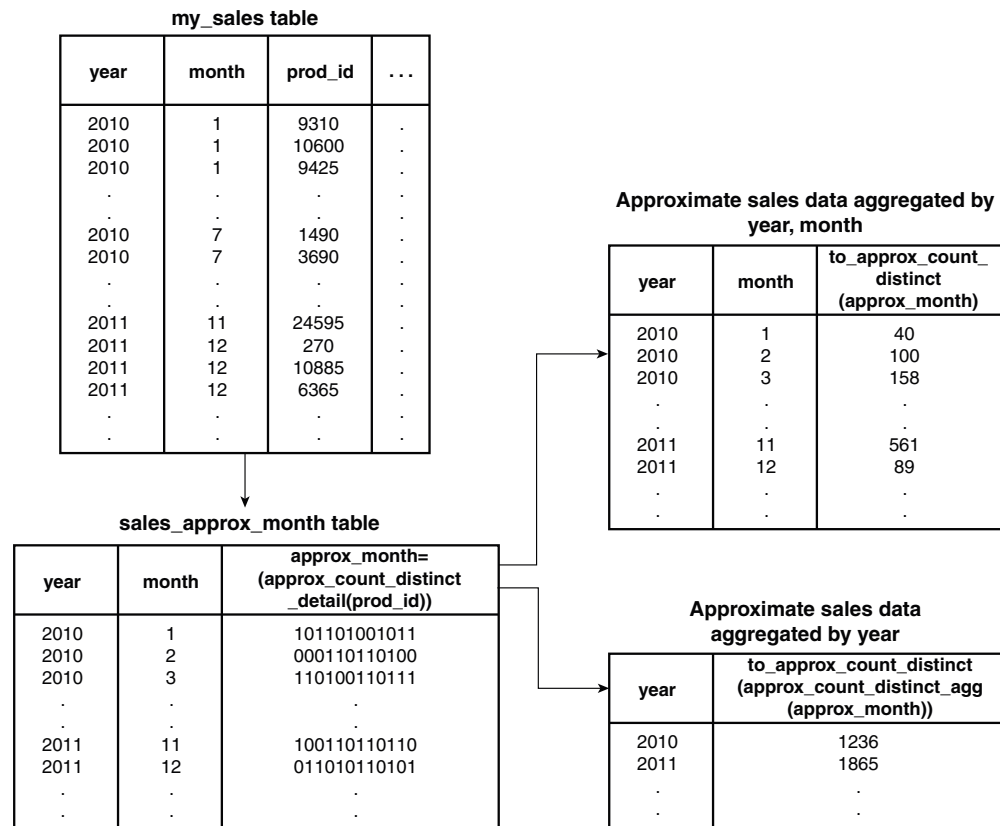 my_sales table
year month prod_id ...
2010 1 9310 .
2010 1 10600 .
2010 1 9425 .
. . . .
. . . .
2010 7 1490 .
2010 7 3690 .
. . . .
. . . .
2011 11 24595 .
2011 12 270 .
2011 12 10885 .
2011 12 6365 .
. . . .
. . . .
sales_approx_month table
year month approx_month=
(approx_count_distinct
_detail(prod_id))
2010 1 101101001011
2010 2 000110110100
2010 3 110100110111
. . .
. . .
2011 11 100110110110
2011 12 011010110101
. . .
. . .
Approximate sales data aggregated by
year, month
year month to_approx_count_
distinct
(approx_month)
2010 1 40
2010 2 100
2010 3 158
. . .
. . .
2011 11 561
2011 12 89
. . .
. . .
Approximate sales data
aggregated by year
year to_approx_count_distinct
(approx_count_distinct_agg
(approx_month))
2010 1236
2011 1865
. .
. .